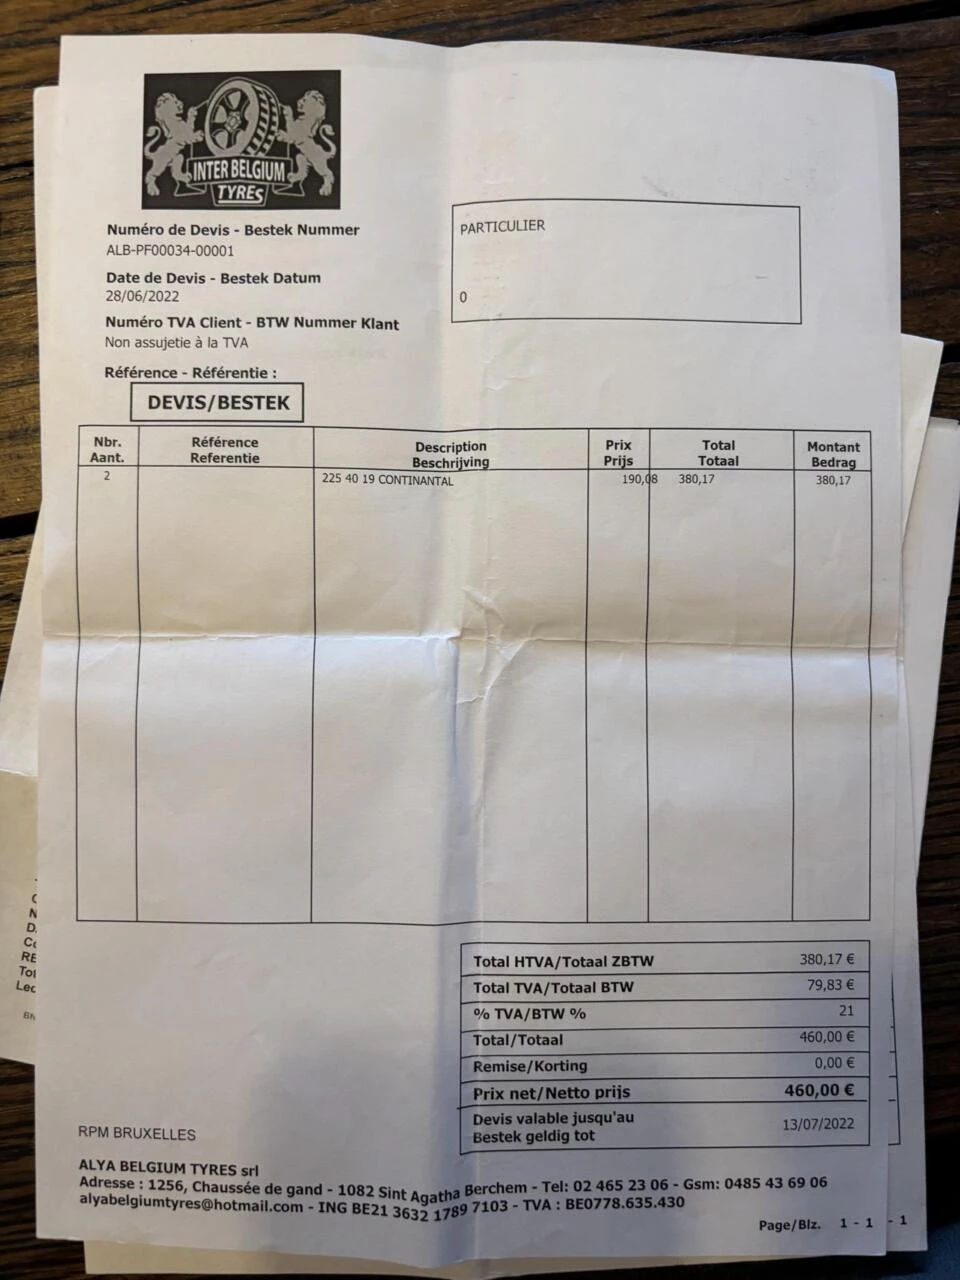 INTER BELGIUM
TYRES
Numéro de Devis - Bestek Nummer
ALB-PF00034-00001
Date de Devis - Bestek Datum
28/06/2022
Numéro TVA Client - BTW Nummer Klant
Non assujetie à la TVA
Référence - Référentie :
DEVIS/BESTEK
PARTICULIER
0
Nbr. Référence Description Prix Total Montant
Aant. Referentie Beschrijving Prijs Totaal Bedrag
2 225 40 19 CONTINANTAL 190,08 380,17 380,17
Total HTVA/Totaal ZBTW 380,17 €
Total TVA/Totaal BTW 79,83 €
% TVA/BTW % 21
Total/Totaal 460,00 €
Remise/Korting 0,00 €
Prix net/Netto prijs 460,00 €
Devis valable jusqu'au
Bestek geldig tot 13/07/2022
RPM BRUXELLES
ALYA BELGIUM TYRES srl
Adresse : 1256, Chaussée de gand - 1082 Sint Agatha Berchem - Tel: 02 465 23 06 - Gsm: 0485 43 69 06
alyabelgiumtyres@hotmail.com - ING BE21 3632 1789 7103 - TVA : BE0778.635.430
Page/Blz. 1 - 1 - 1